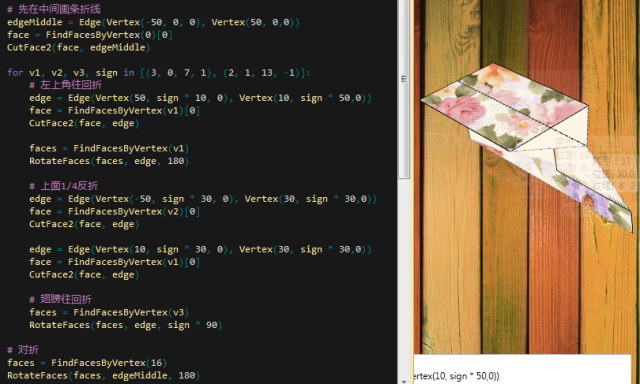 # 先在中间画条折线
edgeMiddle = Edge(Vertex(-50, 0, 0), Vertex(50, 0,0))
face = FindFacesByVertex(0)[0]
CutFace2(face, edgeMiddle)
for v1, v2, v3, sign in [(3, 0, 7, 1), (2, 1, 13, -1)]:
# 左上角往回折
edge = Edge(Vertex(50, sign * 10, 0), Vertex(10, sign * 50,0))
face = FindFacesByVertex(v1)[0]
CutFace2(face, edge)
faces = FindFacesByVertex(v1)
RotateFaces(faces, edge, 180)
# 上面1/4反折
edge = Edge(Vertex(-50, sign * 30, 0), Vertex(30, sign * 30,0))
face = FindFacesByVertex(v2)[0]
CutFace2(face, edge)
edge = Edge(Vertex(10, sign * 30, 0), Vertex(30, sign * 30,0))
face = FindFacesByVertex(v1)[0]
CutFace2(face, edge)
# 翅膀往回折
faces = FindFacesByVertex(v3)
RotateFaces(faces, edge, sign * 90)
# 对折
faces = FindFacesByVertex(16)
RotateFaces(faces, edgeMiddle, 180)
ertex(10, sign * 50,0))